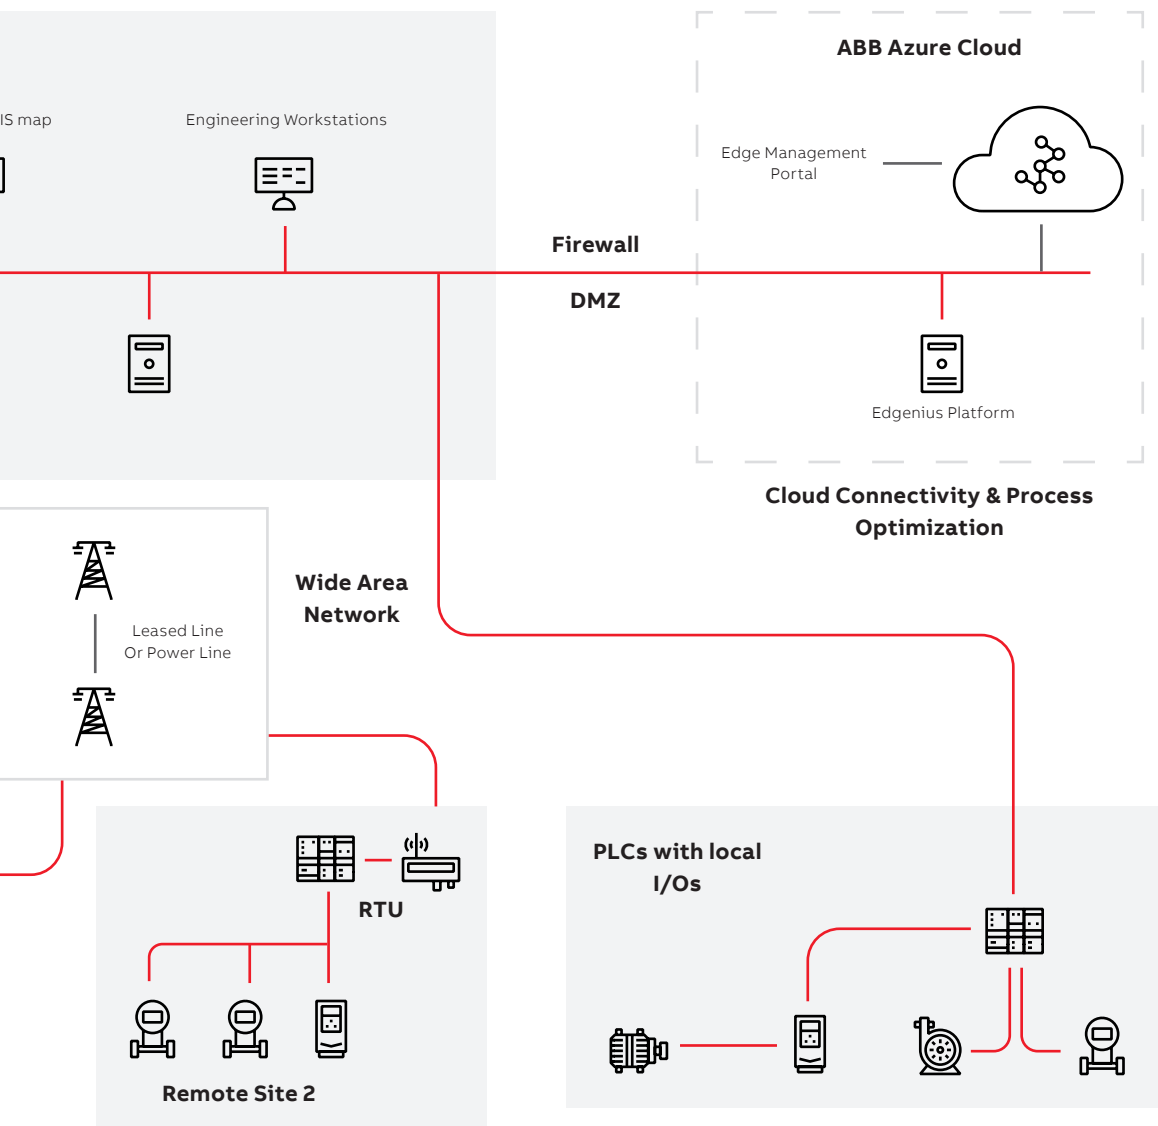 ABB Azure Cloud
IS map
Engineering Workstations
Edge Management
Portal
Firewall
DMZ
Edgenius Platform
Cloud Connectivity & Process
Optimization
Wide Area
Network
Leased Line
Or Power Line
PLCs with local
I/Os
RTU
Remote Site 2